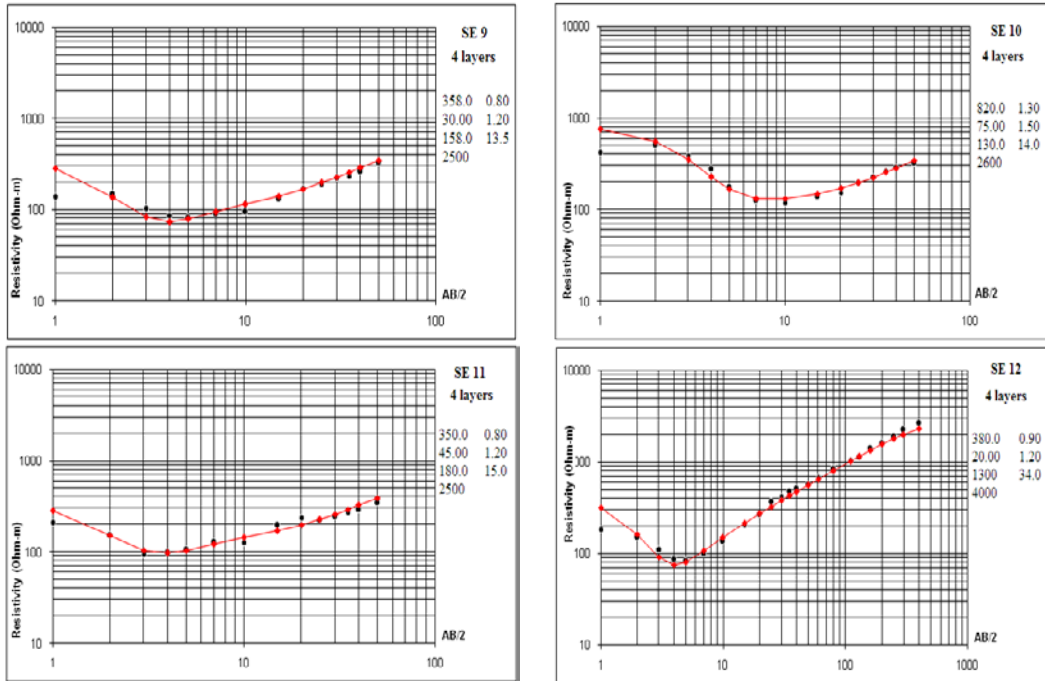 10000
SE 9
4 layers
1000
358.0 0.80
30.00 1.20
158.0 13.5
2500
100
Resistivity (Ohm-m)
10
AB/2
1 10 100
10000
SE 10
4 layers
1000
820.0 1.30
75.00 1.50
130.0 14.0
2600
100
Resistivity (Ohm-m)
10
AB/2
1 10 100
10000
SE 11
4 layers
1000
350.0 0.80
45.00 1.20
180.0 15.0
2500
100
Resistivity (Ohm-m)
10
AB/2
1 10 100
10000
SE 12
4 layers
1000
380.0 0.90
20.00 1.20
1300 34.0
4000
100
Resistivity (Ohm-m)
10
AB/2
1 10 100 1000